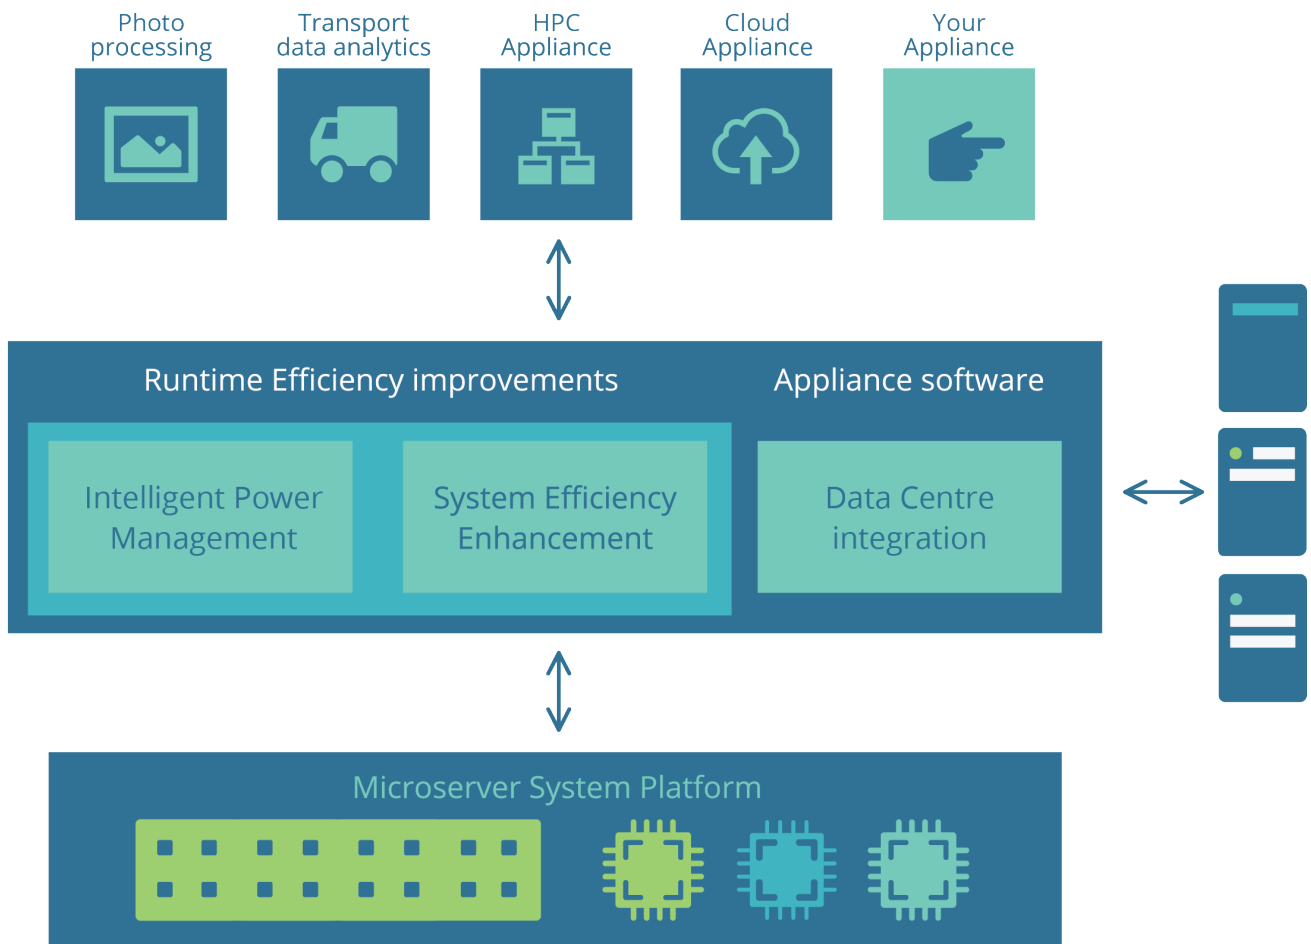 Photo
processing
Transport
data analytics
HPC
Appliance
Cloud
Appliance
Your
Appliance
Runtime Efficiency improvements
Appliance software
Intelligent Power
Management
System Efficiency
Enhancement
Data Centre
integration
Microserver System Platform